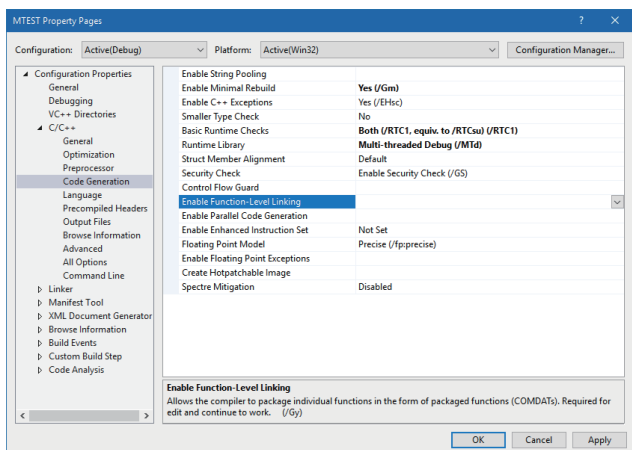 MTEST Property Pages ? X
Configuration: Active(Debug) Platform: Active(Win32) Configuration Manager...
Configuration Properties
General
Debugging
VC++ Directories
C/C++
General
Optimization
Preprocessor
Code Generation
Language
Precompiled Headers
Output Files
Browse Information
Advanced
All Options
Command Line
Linker
Manifest Tool
XML Document Generator
Browse Information
Build Events
Custom Build Step
Code Analysis
Enable String Pooling
Enable Minimal Rebuild Yes (/Gm)
Enable C++ Exceptions Yes (/EHsc)
Smaller Type Check No
Basic Runtime Checks Both (/RTC1, equiv. to /RTCsu) (/RTC1)
Runtime Library Multi-threaded Debug (/MTd)
Struct Member Alignment Default
Security Check Enable Security Check (/GS)
Control Flow Guard
Enable Function-Level Linking
Enable Parallel Code Generation
Enable Enhanced Instruction Set Not Set
Floating Point Model Precise (/fp:precise)
Enable Floating Point Exceptions
Create Hotpatchable Image
Spectre Mitigation Disabled
Enable Function-Level Linking
Allows the compiler to package individual functions in the form of packaged functions (COMDATs). Required for
edit and continue to work. (/Gy)
OK Cancel Apply